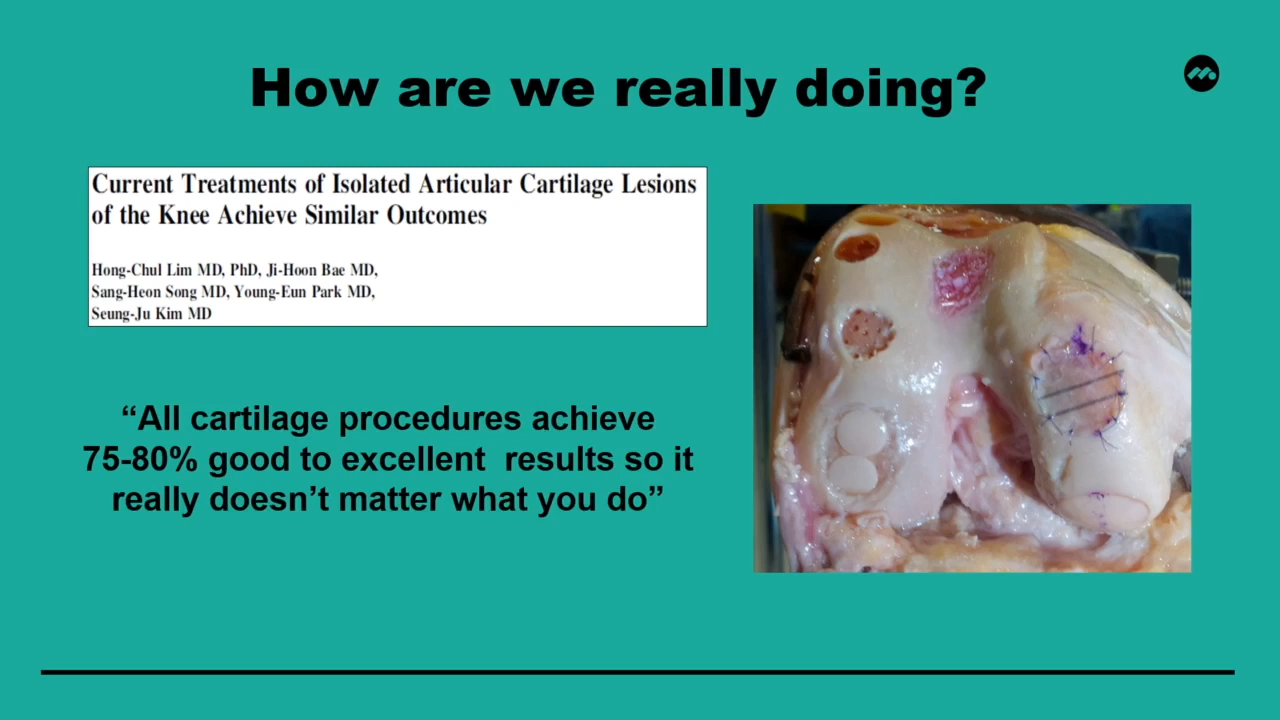 How are we really doing?
Current Treatments of Isolated Articular Cartilage Lesions
of the Knee Achieve Similar Outcomes
Hong-Chul Lim MD, PhD, Ji-Hoon Bae MD,
Sang-Heon Song MD, Young-Eun Park MD,
Seung-Ju Kim MD
“All cartilage procedures achieve
75-80% good to excellent results so it
really doesn’t matter what you do”